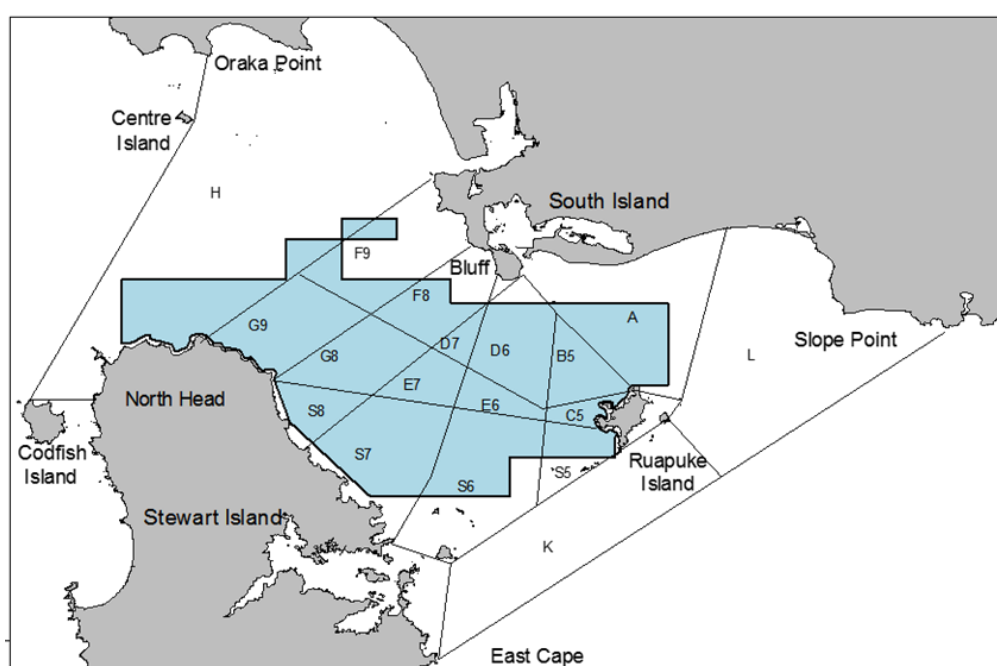 Oraka Point
Centre
Island
H
South Island
F9
Bluff
F8
A
G9
Slope Point
D7
D6
B5
L
G8
E7
North Head
E6
S8
C5
Codfish
Island
S7
S5
Ruapuke
Island
S6
Stewart Island
K
East Cape